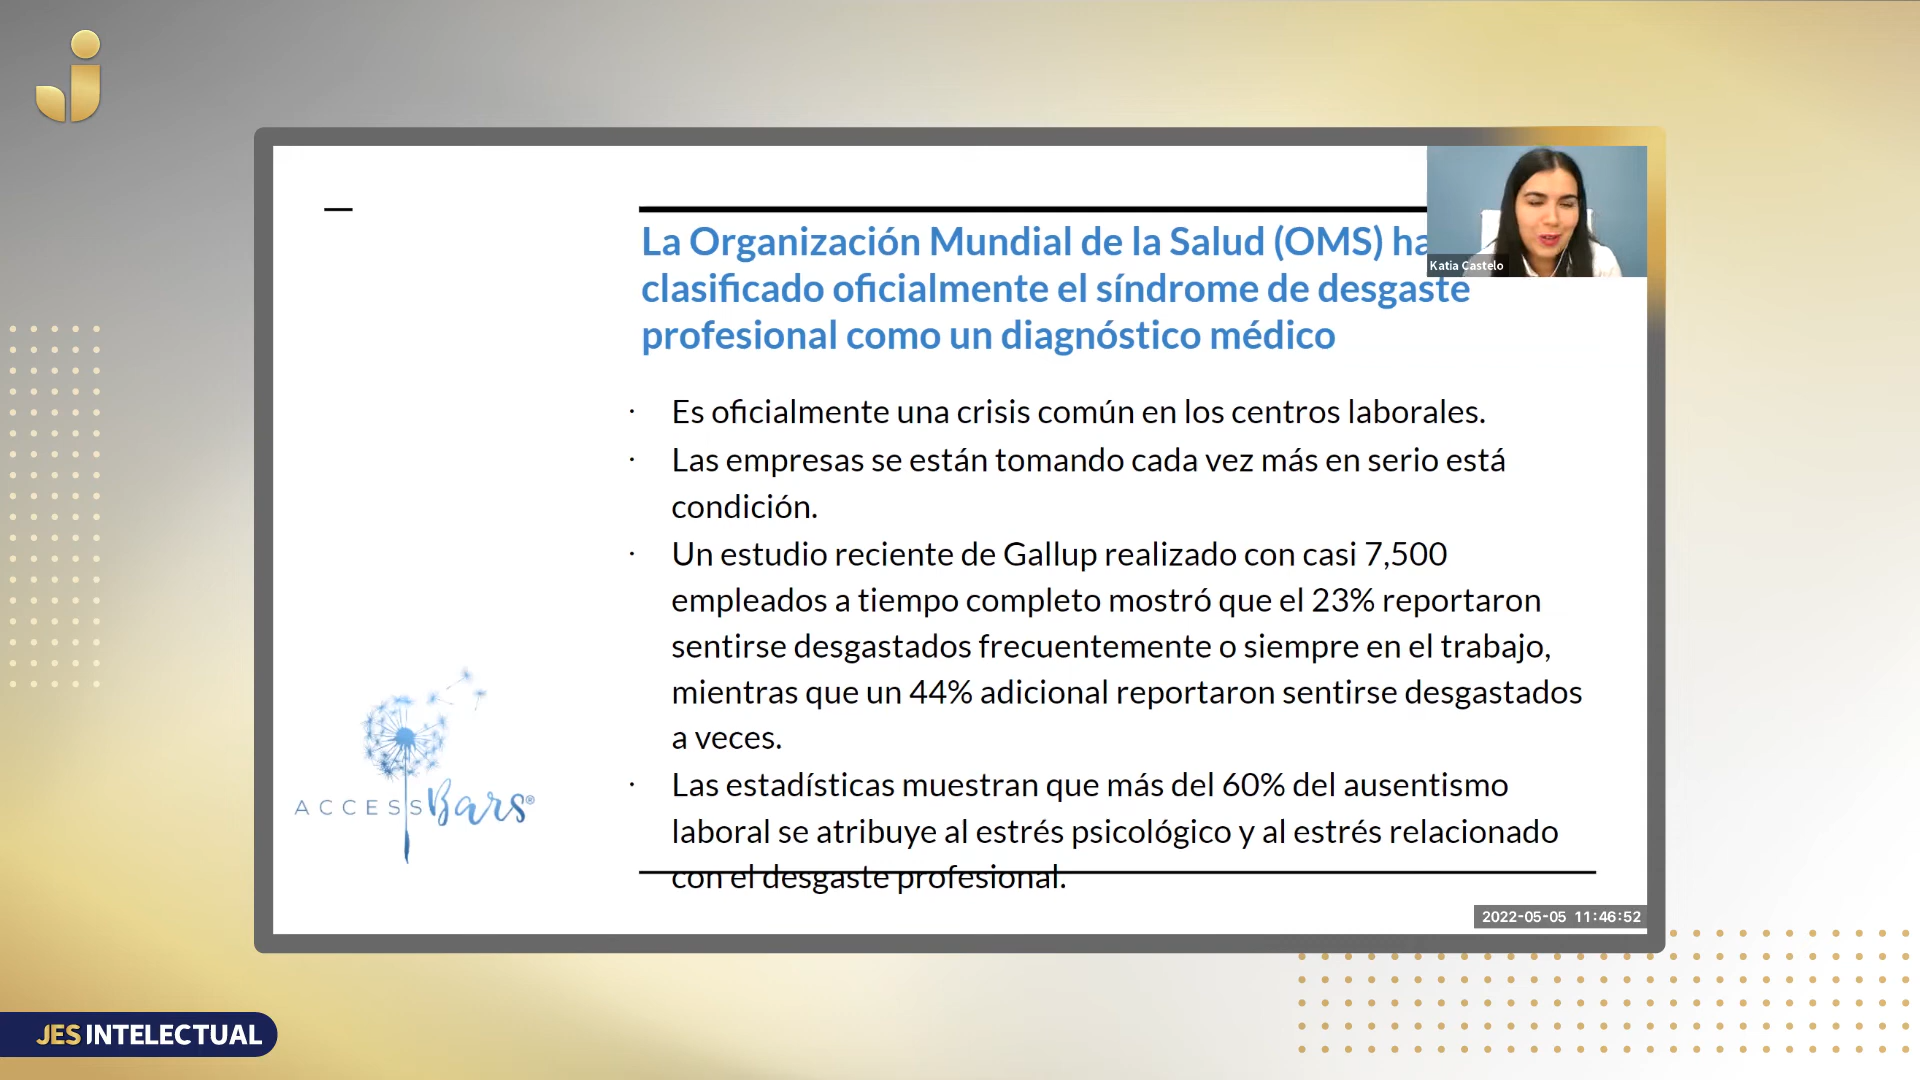 La Organización Mundial de la Salud (OMS) ha
clasificado oficialmente el síndrome de desgaste
profesional como un diagnóstico médico
Katia Castelo
· Es oficialmente una crisis común en los centros laborales.
· Las empresas se están tomando cada vez más en serio está
condición.
· Un estudio reciente de Gallup realizado con casi 7,500
empleados a tiempo completo mostró que el 23% reportaron
sentirse desgastados frecuentemente o siempre en el trabajo,
mientras que un 44% adicional reportaron sentirse desgastados
a veces.
· Las estadísticas muestran que más del 60% del ausentismo
laboral se atribuye al estrés psicológico y al estrés relacionado
con el desgaste profesional.
ACCESS Bars®
2022-05-05 11:46:52
JES INTELECTUAL